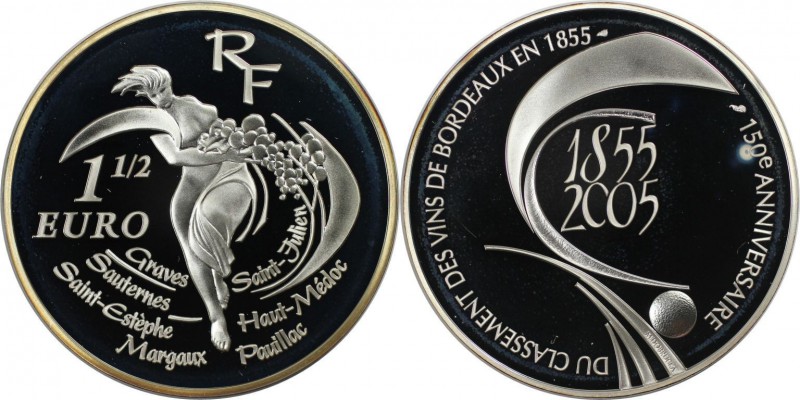 RF
1 1/2
EURO
Graves
Sauternes
Saint-Estèphe
Margaux
Saint-Julien
Haut-Médoc
Pauillac
DU CLASSEMENT DES VINS DE BORDEAUX EN 1855
150e ANNIVERSAIRE
1855
2005